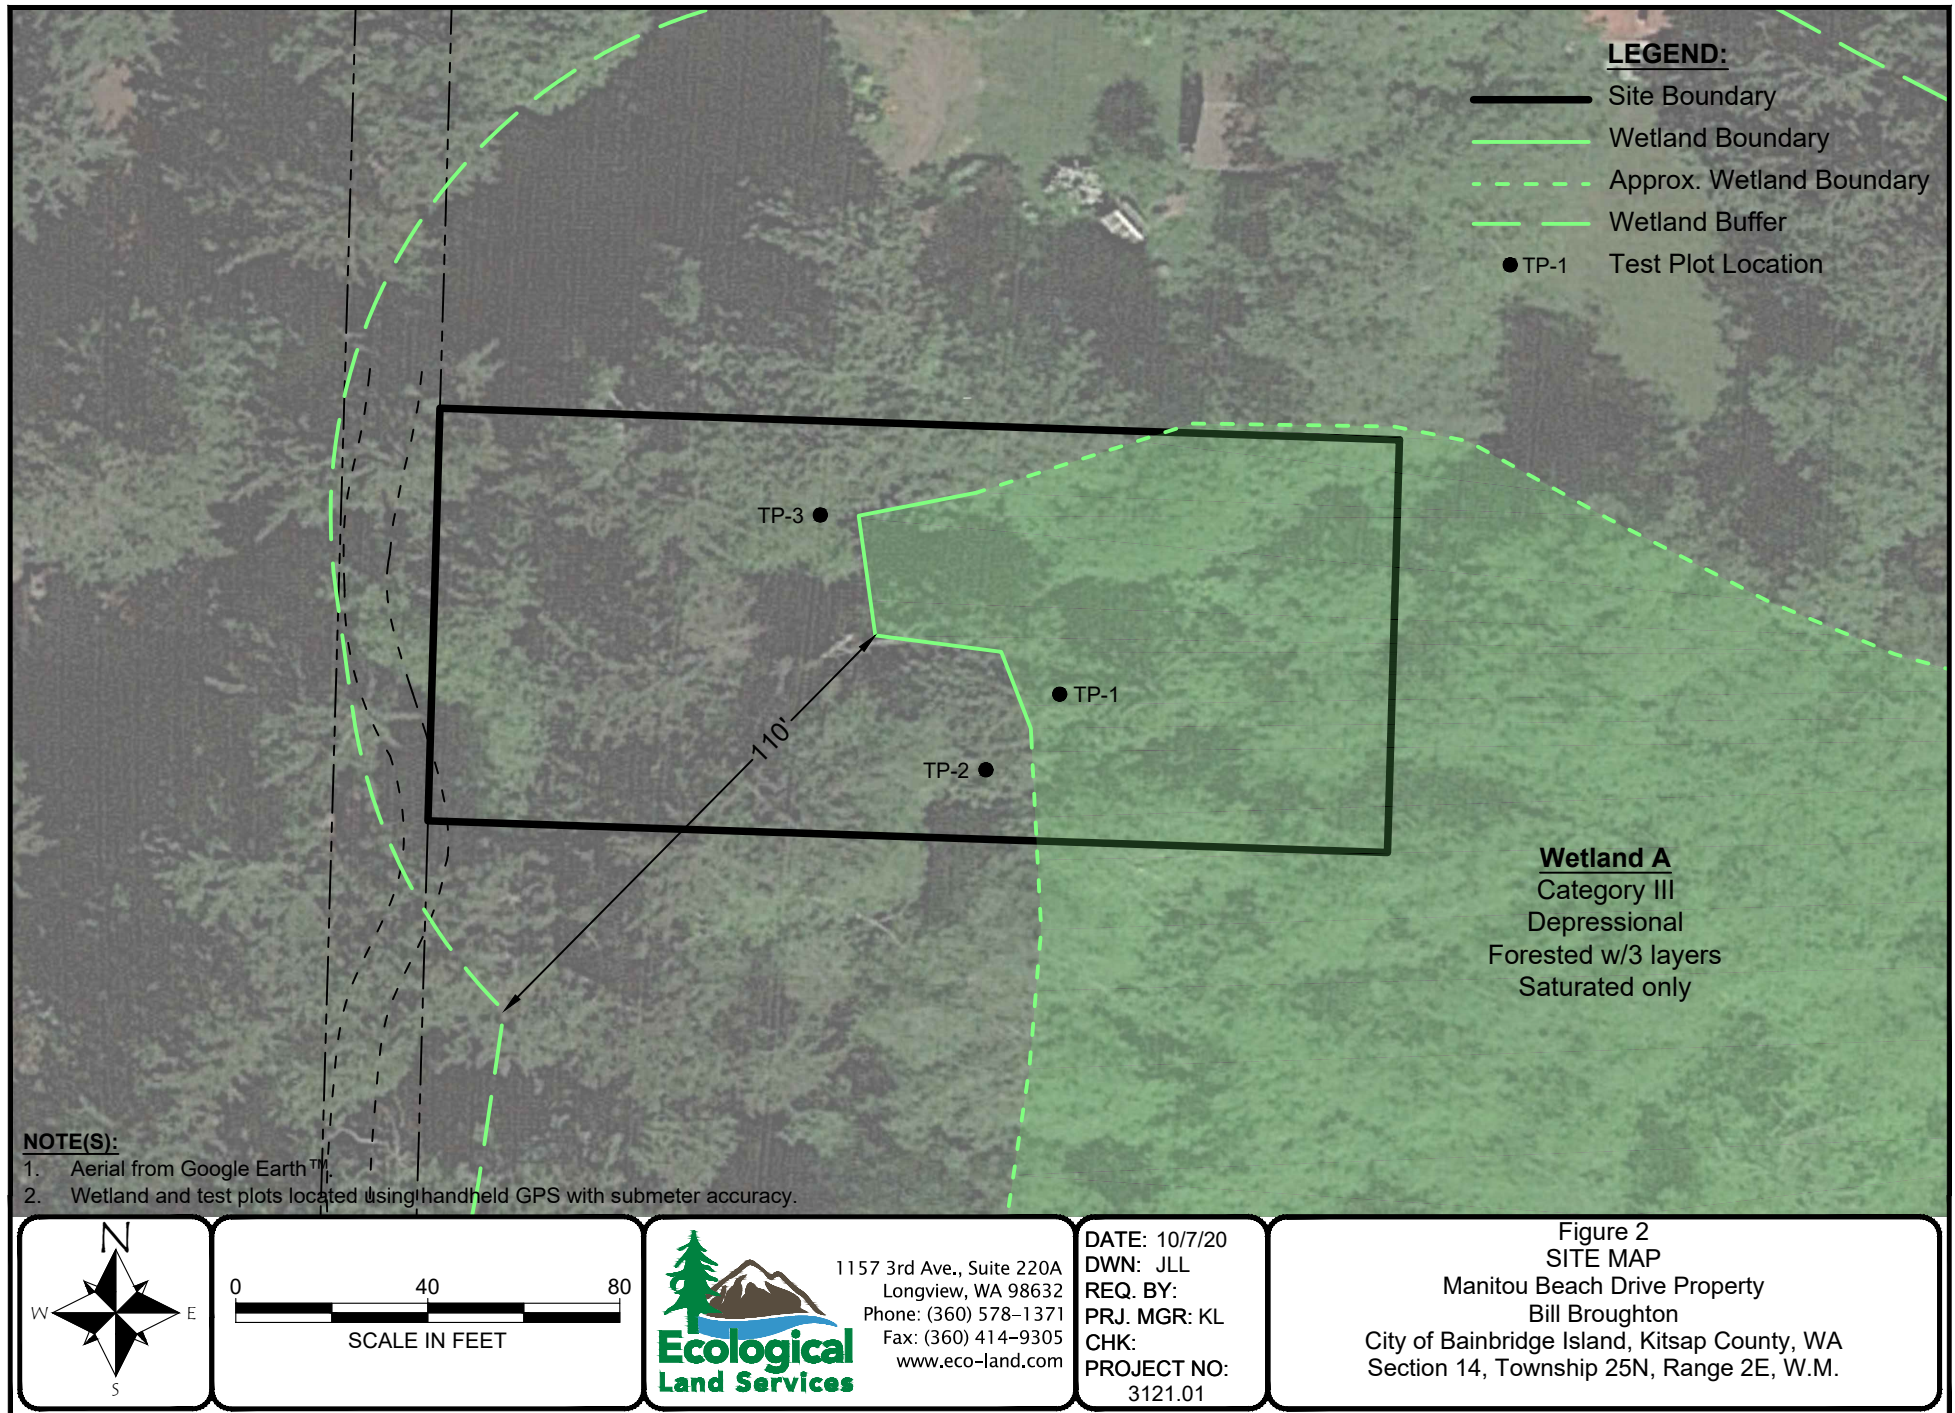 LEGEND:
Site Boundary
Wetland Boundary
Approx. Wetland Boundary
Wetland Buffer
TP-1 Test Plot Location
TP-3
TP-1
110'
TP-2
Wetland A
Category III
Depressional
Forested w/3 layers
Saturated only
NOTE(S):
1. Aerial from Google Earth™.
2. Wetland and test plots located using handheld GPS with submeter accuracy.
N
W E
S
0 40 80
SCALE IN FEET
Ecological
Land Services
1157 3rd Ave., Suite 220A
Longview, WA 98632
Phone: (360) 578-1371
Fax: (360) 414-9305
www.eco-land.com
DATE: 10/7/20
DWN: JLL
REQ. BY:
PRJ. MGR: KL
CHK:
PROJECT NO:
3121.01
Figure 2
SITE MAP
Manitou Beach Drive Property
Bill Broughton
City of Bainbridge Island, Kitsap County, WA
Section 14, Township 25N, Range 2E, W.M.